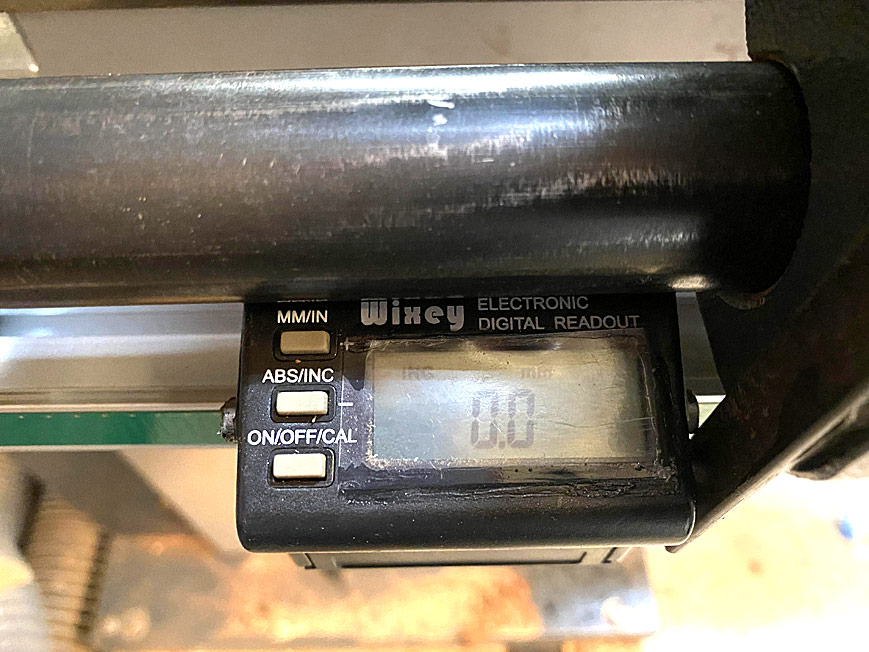 Wixey
ELECTRONIC
DIGITAL READOUT
MM/IN
+
ABS/INC
–
ON/OFF/CAL
INC mm
0.0